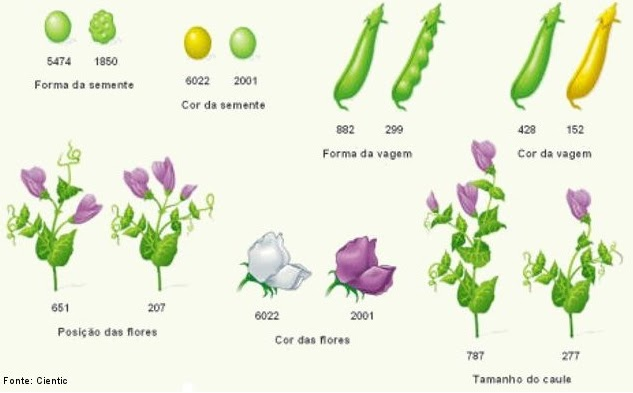 5474 1850
Forma da semente
6022 2001
Cor da semente
882 299
Forma da vagem
428 152
Cor da vagem
651 207
Posição das flores
6022 2001
Cor das flores
787 277
Tamanho do caule
Fonte: Cientic